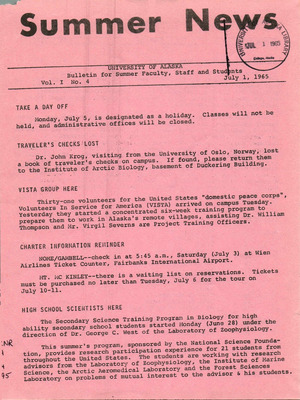 Summer News
UNIVERSITY OF ALASKA
Bulletin for Summer Faculty, Staff and Students
Vol. I No. 4 July 1, 1965
JUL 1 1965
TAKE A DAY OFF
Monday, July 5, is designated as a holiday. Classes will not be
held, and administrative offices will be closed.
TRAVELER'S CHECKS LOST
Dr. John Krog, visiting from the University of Oslo, Norway, lost
a book of traveler's checks on campus. If found, please return them
to the Institute of Arctic Biology, basement of Duckering Building.
VISTA GROUP HERE
Thirty-one volunteers for the United States "domestic peace corps",
Volunteers In Service for America (VISTA) arrived on campus Tuesday.
Yesterday they started a concentrated six-week training program to
prepare them to work in Alaska's remote villages, assisting Dr. William
Thompson and Mr. Virgil Severns are Project Training Officers.
CHARTER INFORMATION REMINDER
NOME/GAMBELL--check in at 5:45 a.m. Saturday (July 3) at Wien
Airlines Ticket Counter, Fairbanks International Airport.
MT. MC KINLEY--there is a waiting list on reservations. Tickets
must be purchased no later than Tuesday, July 6 for the tour on
July 10-11.
HIGH SCHOOL SCIENTISTS HERE
The Secondary Science Training Program in Biology for high
ability secondary school students started Monday (June 28) under the
direction of Dr. George C. West of the Laboratory of Zoophysiology.
This summer's program, sponsored by the National Science Founda-
tion, provides research participation experience for 21 students from
throughout the United States. The students are working with research
advisors from the Laboratory of Zoophysiology, the Institute of Marine
Science, the Arctic Aeromedical Laboratory and the Forest Sciences
Laboratory on problems of mutual interest to the advisor & his students.